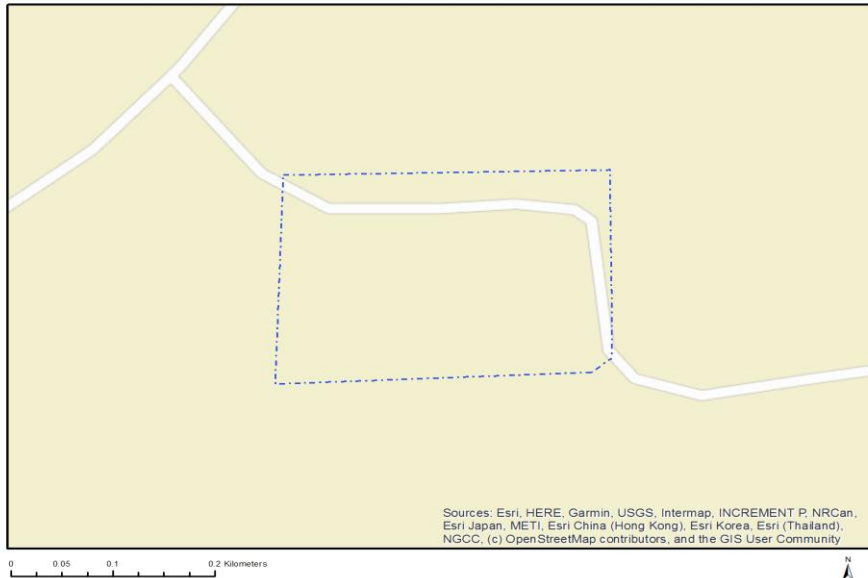 Sources: Esri, HERE, Garmin, USGS, Intermap, INCREMENT P, NRCan,
Esri Japan, METI, Esri China (Hong Kong), Esri Korea, Esri (Thailand),
NGCC, (c) OpenStreetMap contributors, and the GIS User Community
0 0.05 0.1 0.2 Kilometers
N